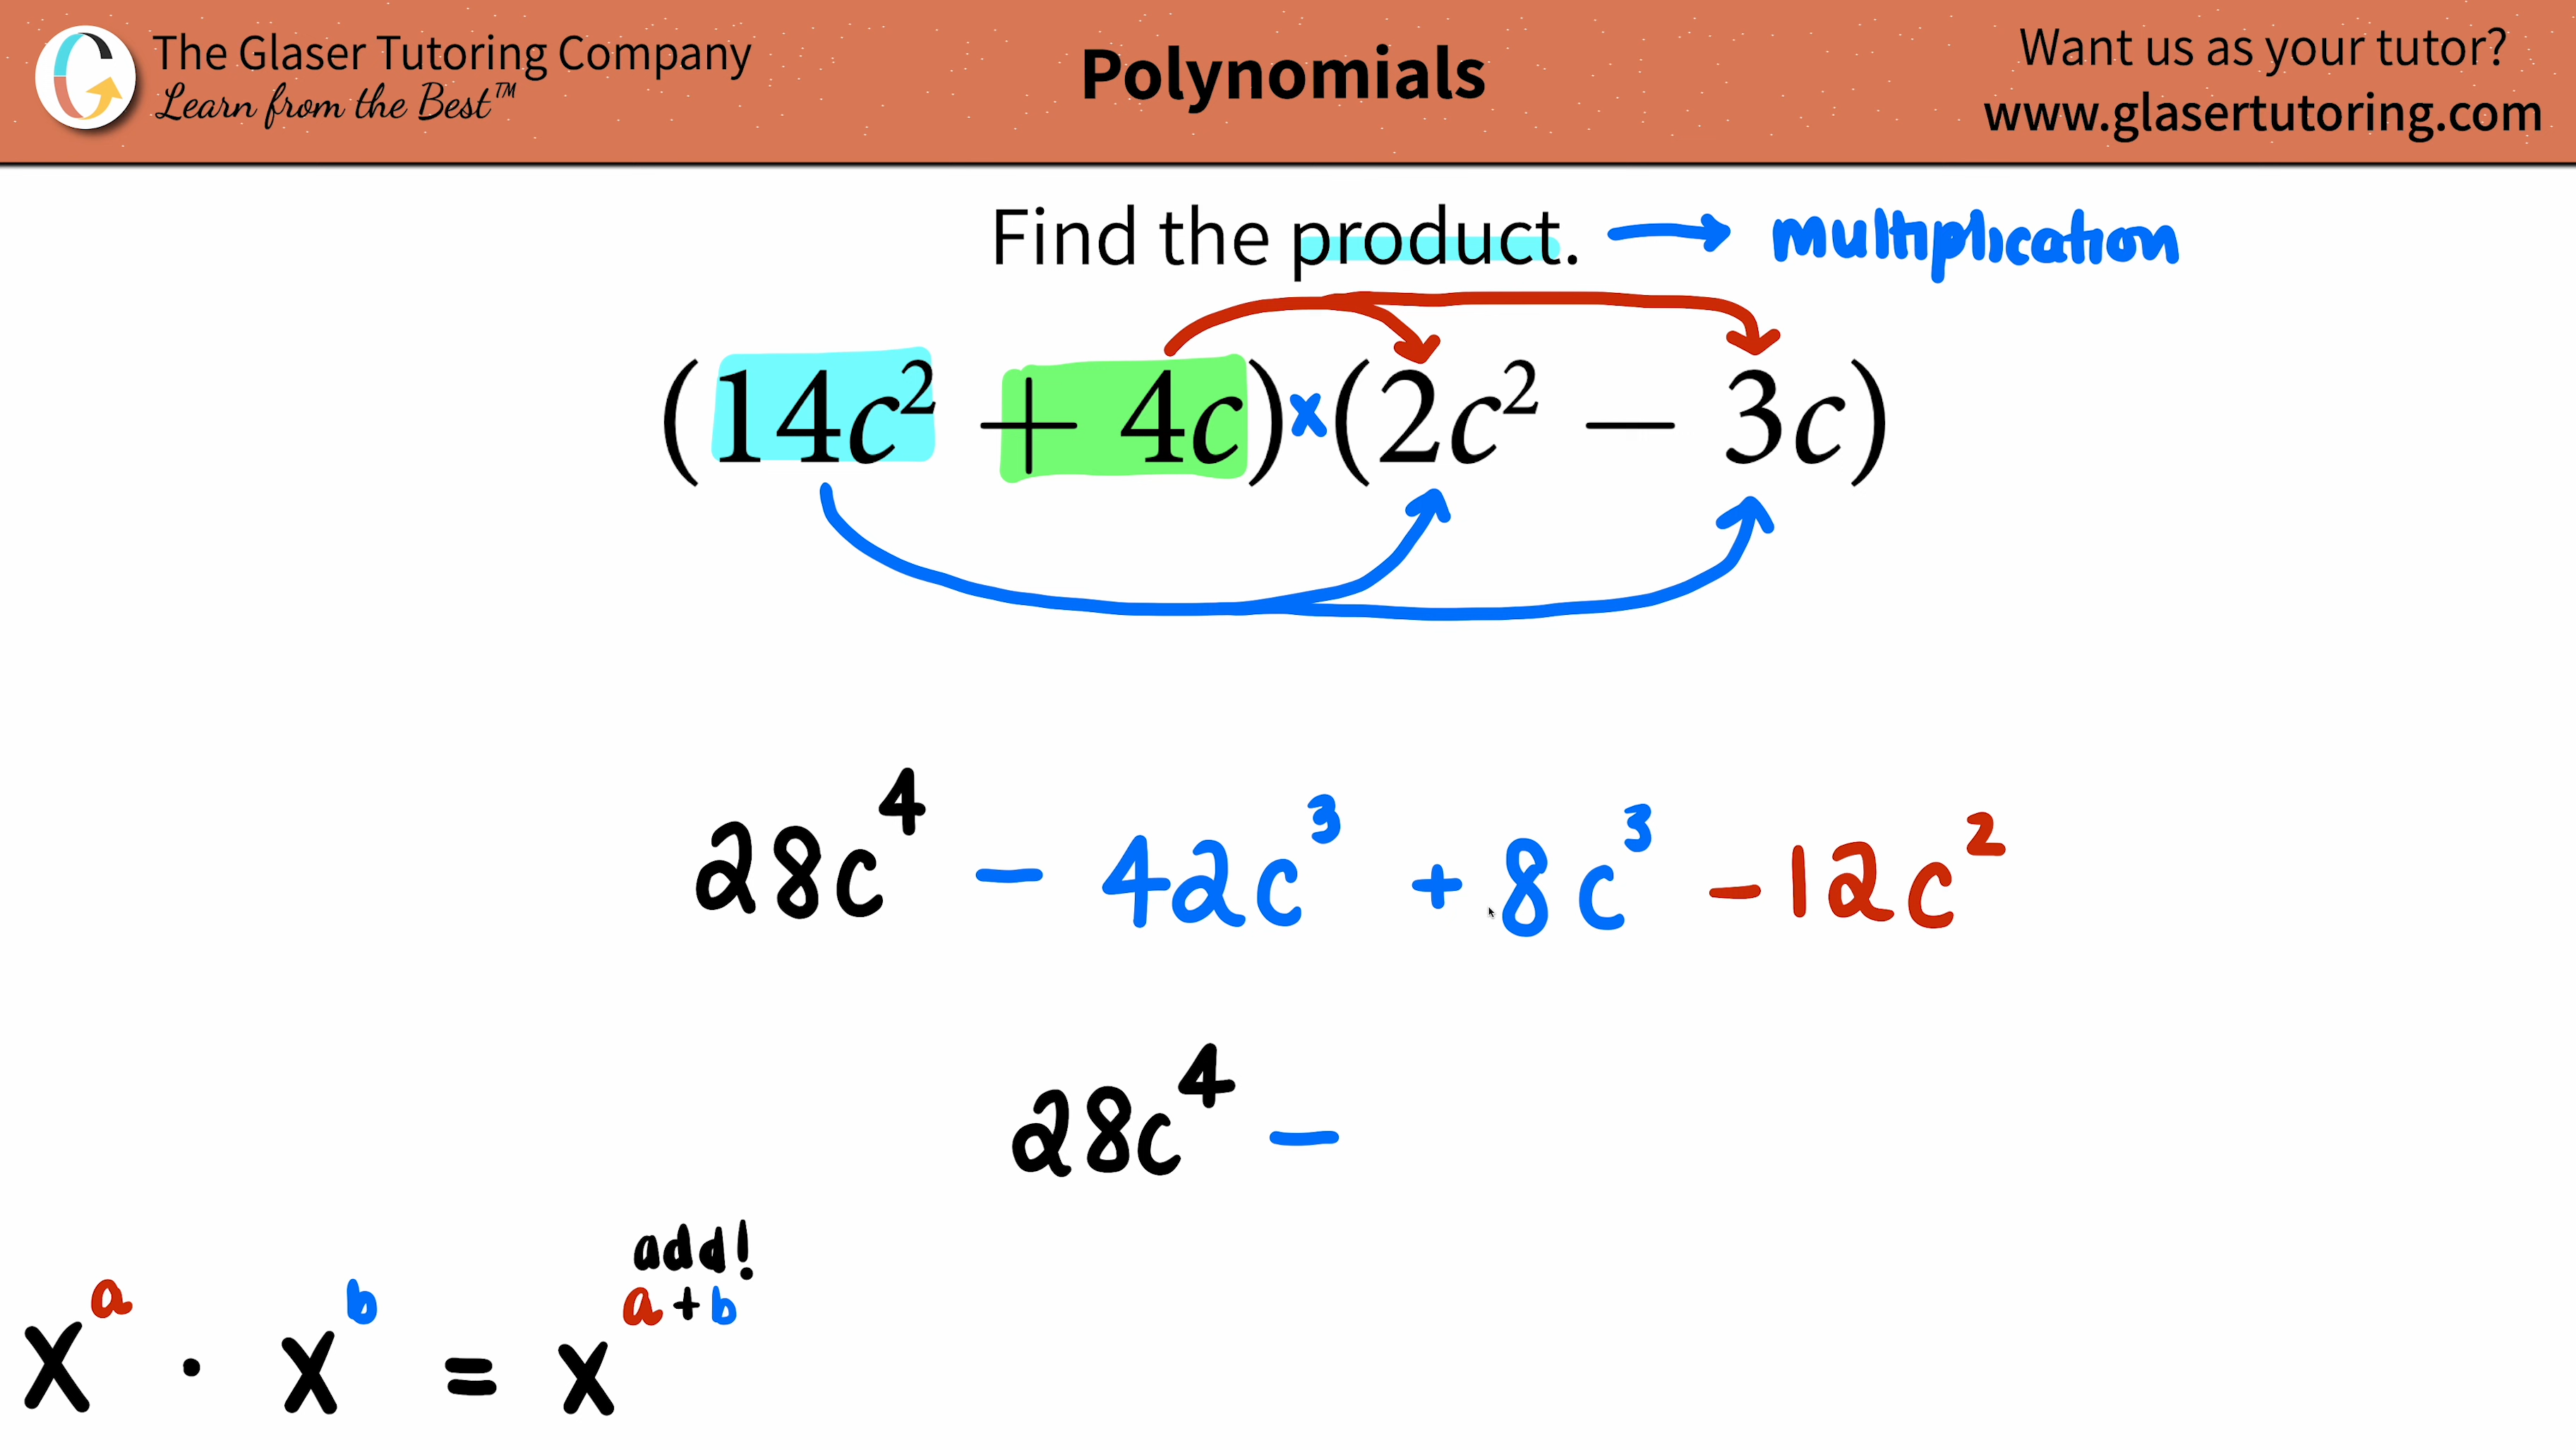 The Glaser Tutoring Company
Learn from the Best™
Polynomials
Want us as your tutor?
www.glasertutoring.com
Find the product. → multiplication
(14c² + 4c)×(2c² − 3c)
28c⁴ − 42c³ + 8c³ − 12c²
28c⁴ −
add!
xᵃ · xᵇ = xᵃ⁺ᵇ